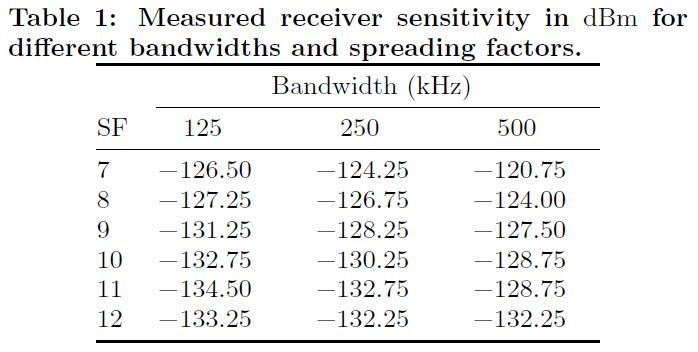 Table 1: Measured receiver sensitivity in dBm for
different bandwidths and spreading factors.
Bandwidth (kHz)
SF 125 250 500
7 −126.50 −124.25 −120.75
8 −127.25 −126.75 −124.00
9 −131.25 −128.25 −127.50
10 −132.75 −130.25 −128.75
11 −134.50 −132.75 −128.75
12 −133.25 −132.25 −132.25